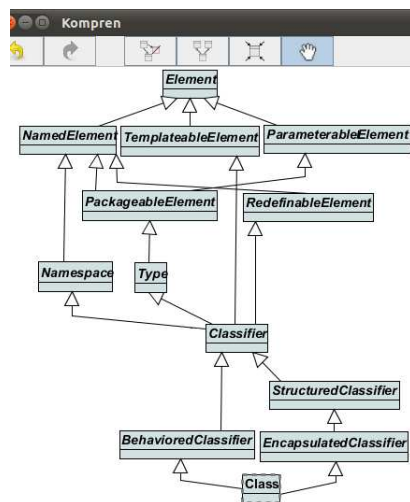 Kompren
Element
NamedElement TemplateableElement ParameterableElement
PackageableElement RedefinableElement
Namespace Type
Classifier
StructuredClassifier
BehavioredClassifier EncapsulatedClassifier
Class